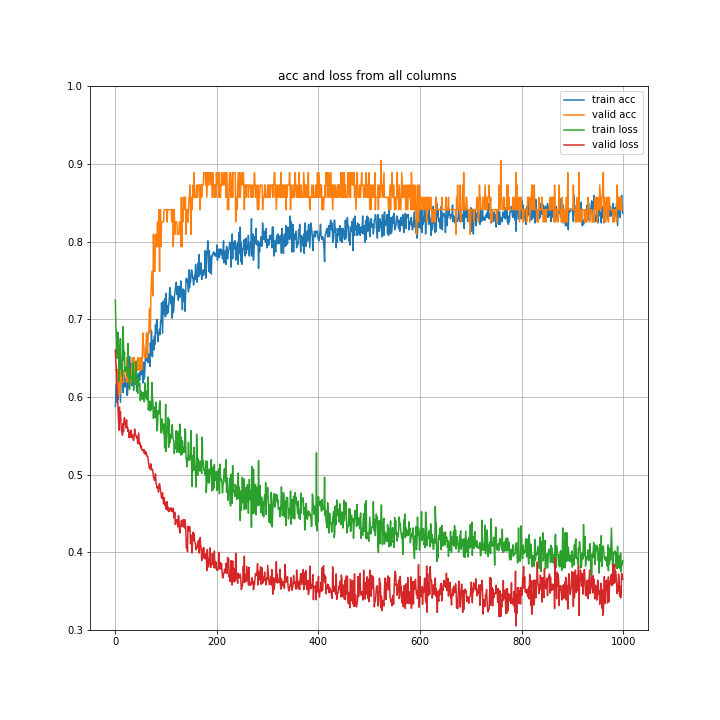 acc and loss from all columns
1.0
0.9
0.8
0.7
0.6
0.5
0.4
0.3
0
200
400
600
800
1000
train acc
valid acc
train loss
valid loss